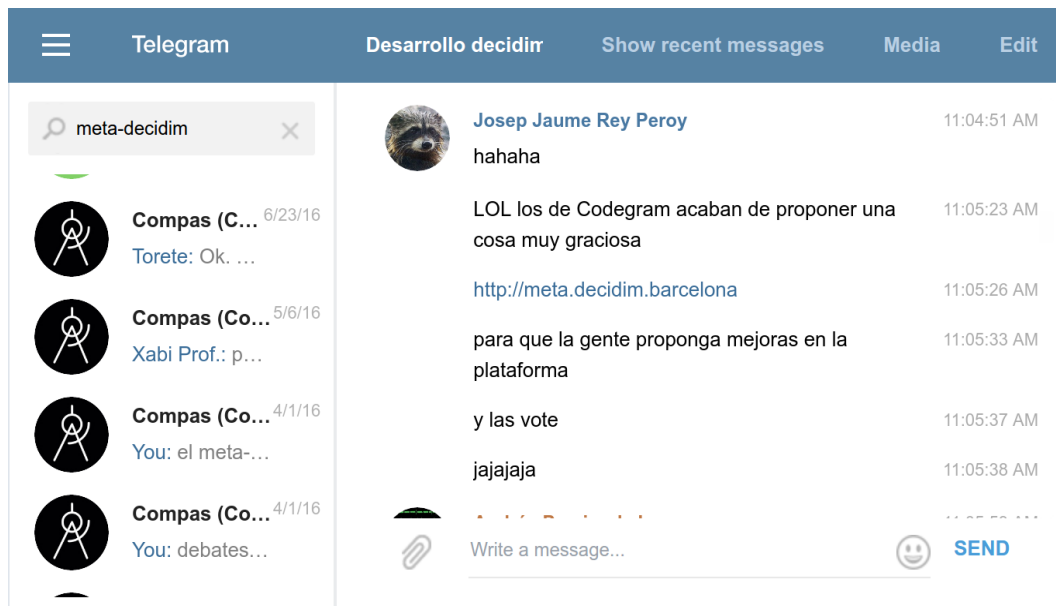 Telegram
Desarrollo decidim
Show recent messages
Media
Edit
meta-decidim
Compas (C... 6/23/16
Torete: Ok. ...
Compas (Co... 5/6/16
Xabi Prof.: p...
Compas (Co... 4/1/16
You: el meta-...
Compas (Co... 4/1/16
You: debates...
Josep Jaume Rey Peroy 11:04:51 AM
hahaha
LOL los de Codegram acaban de proponer una 11:05:23 AM
cosa muy graciosa
http://meta.decidim.barcelona 11:05:26 AM
para que la gente proponga mejoras en la 11:05:33 AM
plataforma
y las vote 11:05:37 AM
jajajaja 11:05:38 AM
Write a message...
SEND